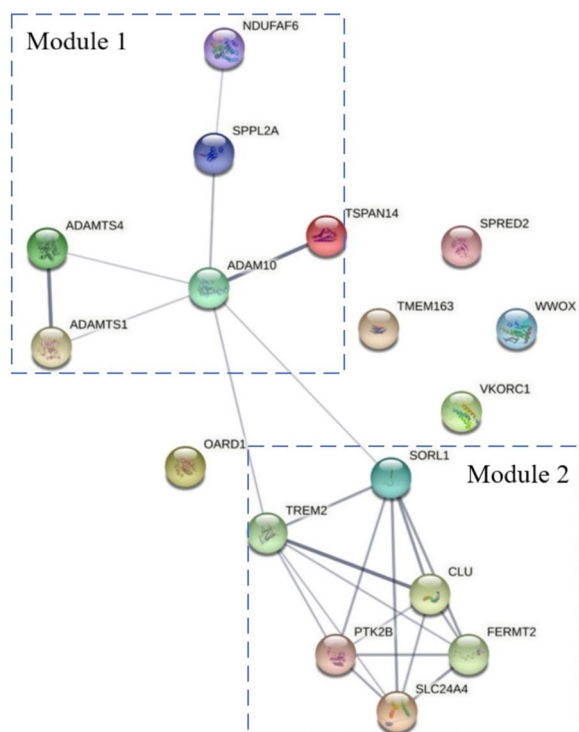 NDUFAF6
Module 1
SPPL2A
TSPAN14
ADAMTS4
SPRED2
ADAM10
TMEM163
WWOX
ADAMTS1
VKORC1
OARD1
SORL1
Module 2
TREM2
CLU
PTK2B
FERMT2
SLC24A4